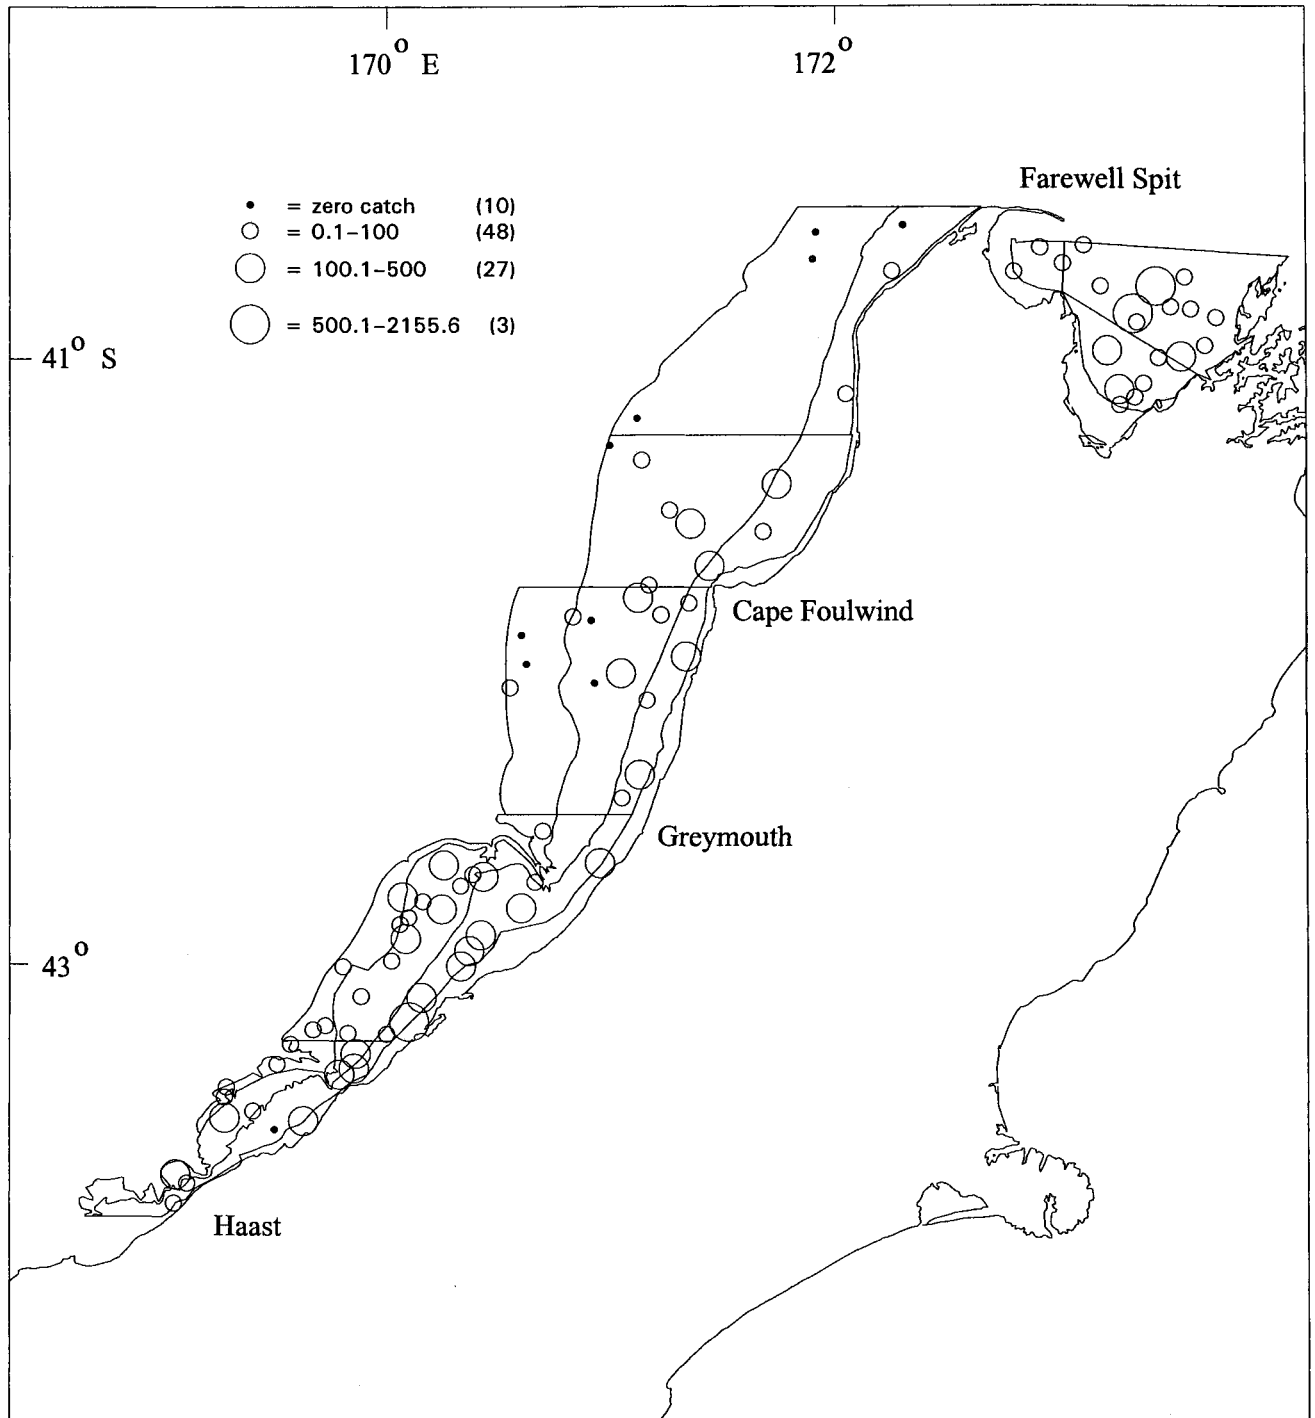 170° E
172°
Farewell Spit
• = zero catch (10)
○ = 0.1–100 (48)
○ = 100.1–500 (27)
○ = 500.1–2155.6 (3)
41° S
Cape Foulwind
Greymouth
43°
Haast